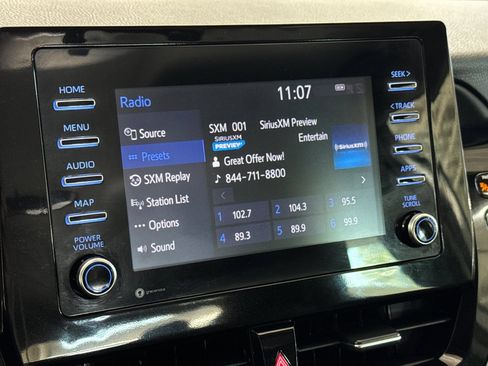 HOME
MENU
AUDIO
MAP
POWER
VOLUME
Radio
11:07
Source
Presets
SXM Replay
Station List
Options
Sound
SXM 001 SiriusXM Preview
SIRIUSXM
PREVIEW
Entertain
Great Offer Now!
844-711-8800
SiriusXM
1 102.7
2 104.3
3 95.5
4 89.3
5 89.9
6 99.9
SEEK >
< TRACK
PHONE
APPS
TUNE
SCROLL